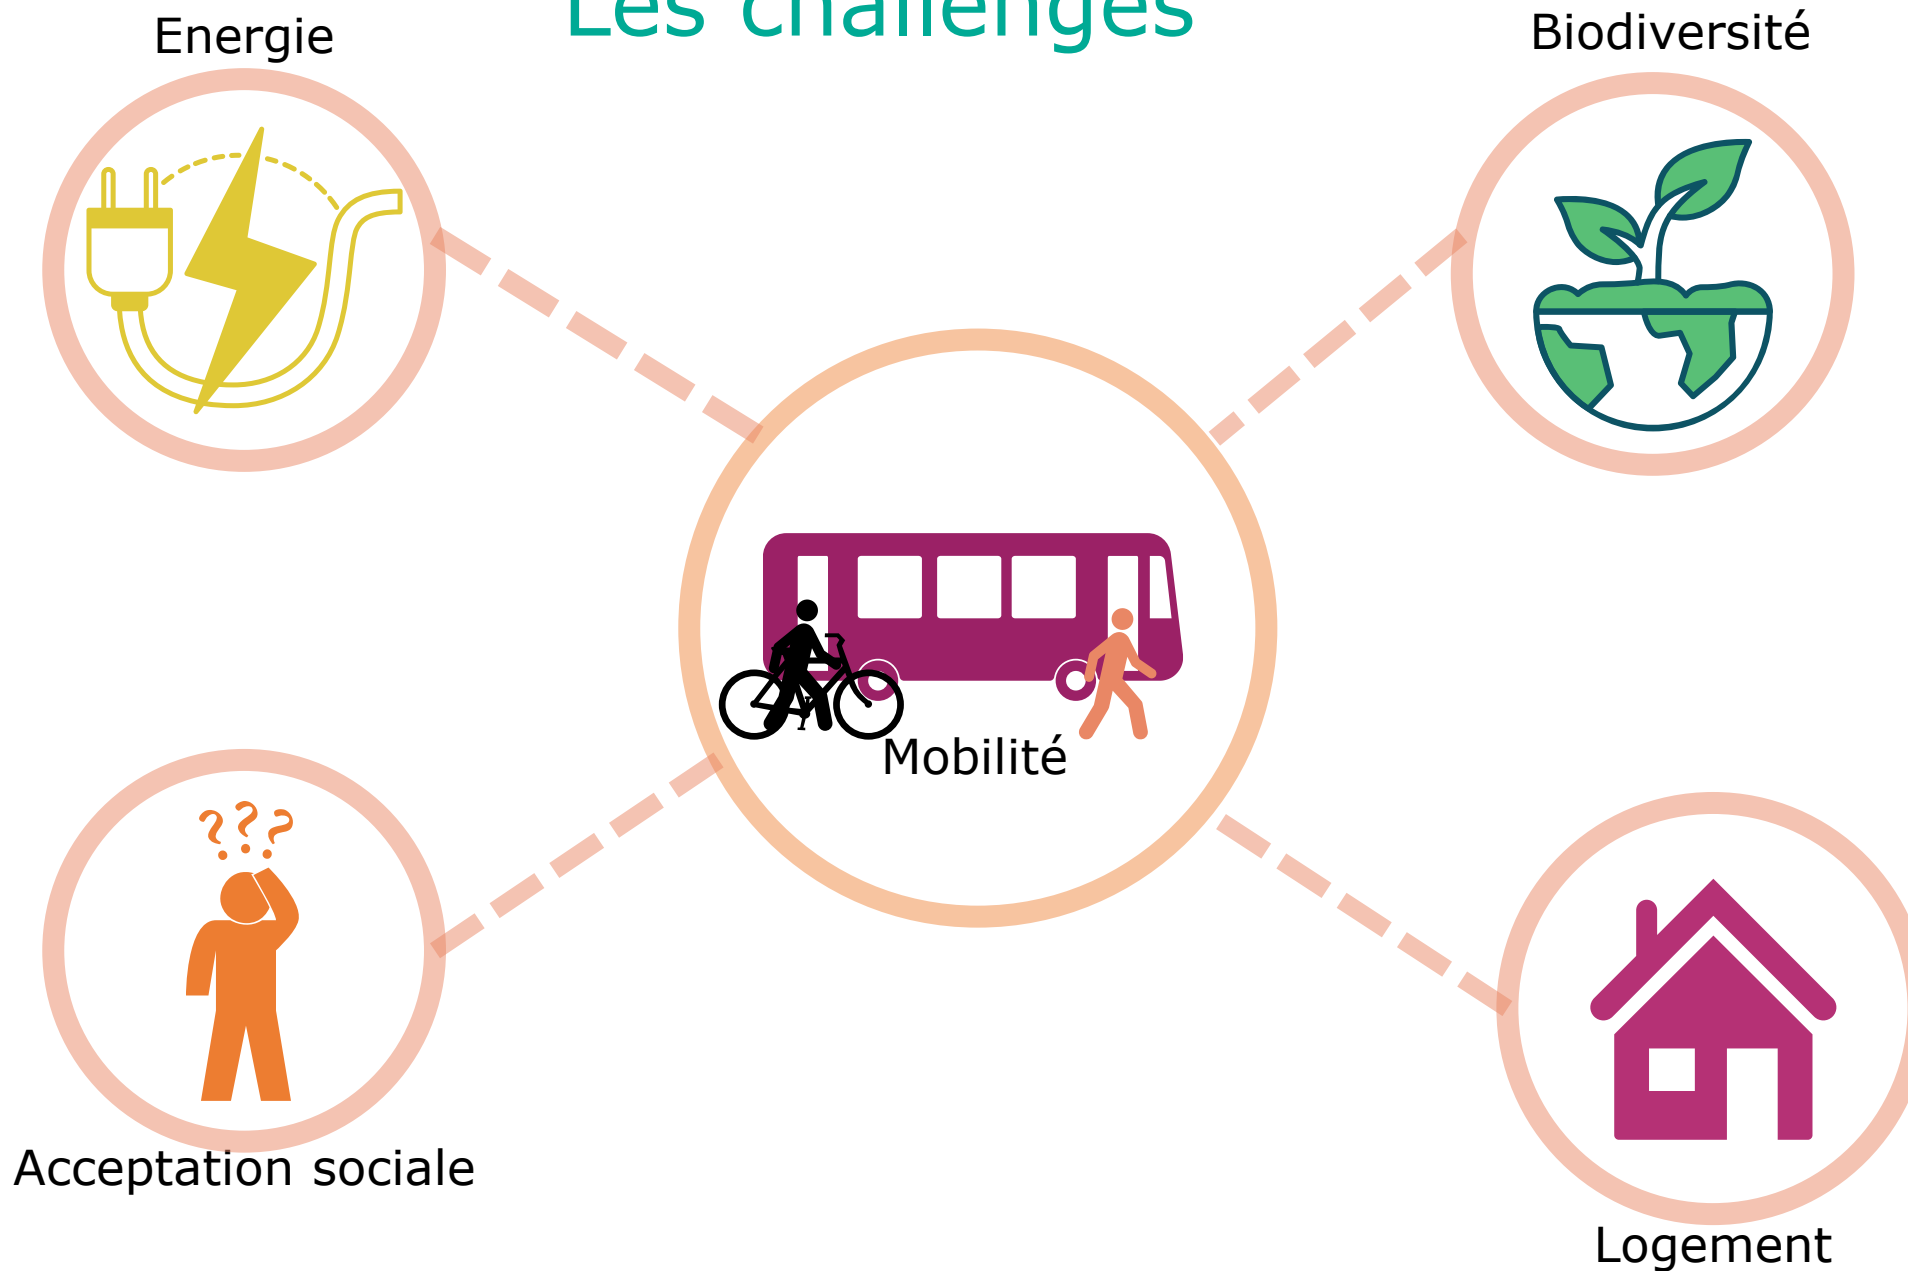 Les challenges
Energie
Biodiversité
???
Mobilité
Acceptation sociale
Logement